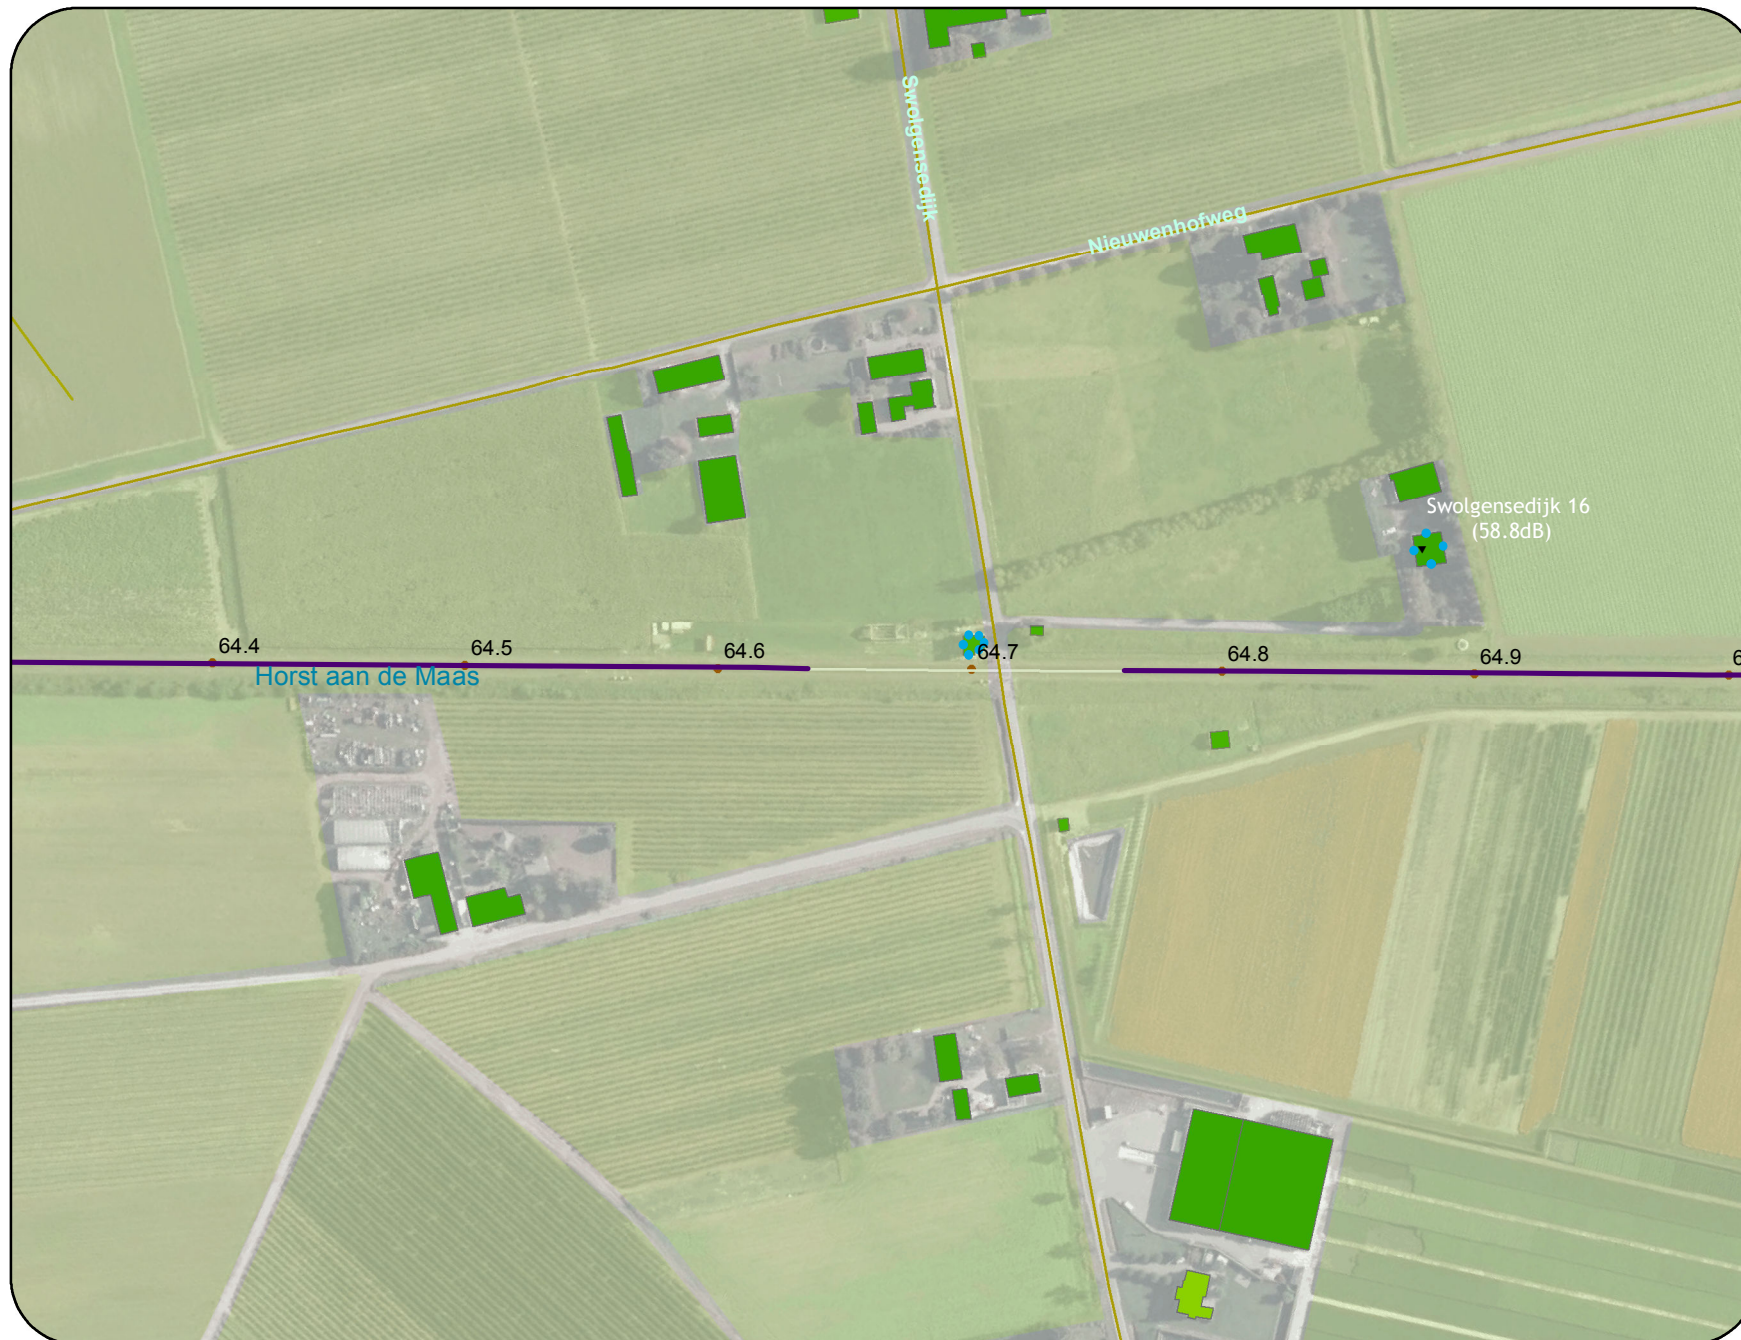 Swolgensedijk
Nieuwenhofweg
Swolgensedijk 16
(58.8dB)
64.4
64.5
64.6
64.7
64.8
64.9
Horst aan de Maas